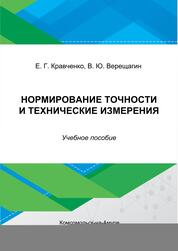 Е. Г. Кравченко, В. Ю. Верещагин
НОРМИРОВАНИЕ ТОЧНОСТИ
И ТЕХНИЧЕСКИЕ ИЗМЕРЕНИЯ
Учебное пособие
Комсомольск-на-Амуре